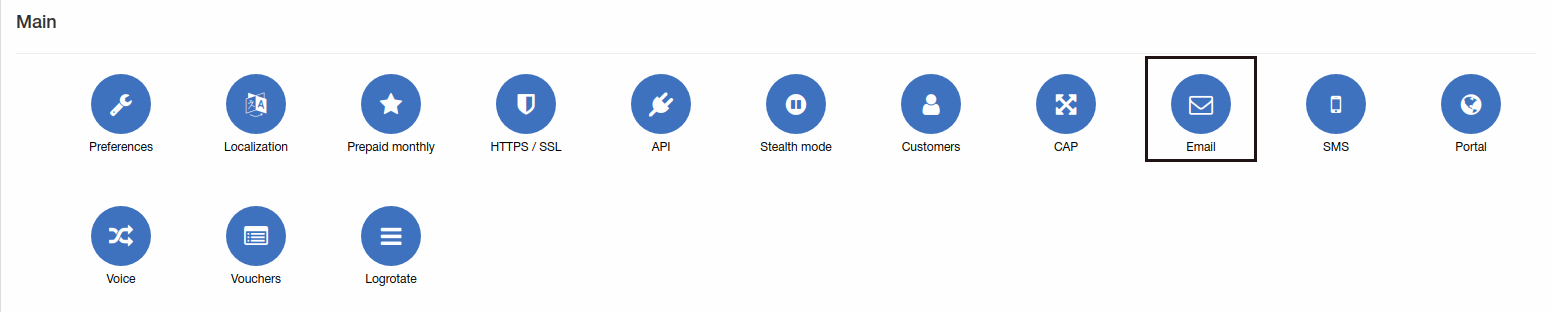 Main
Preferences Localization Prepaid monthly HTTPS / SSL API Stealth mode Customers CAP Email SMS Portal
Voice Vouchers Logrotate